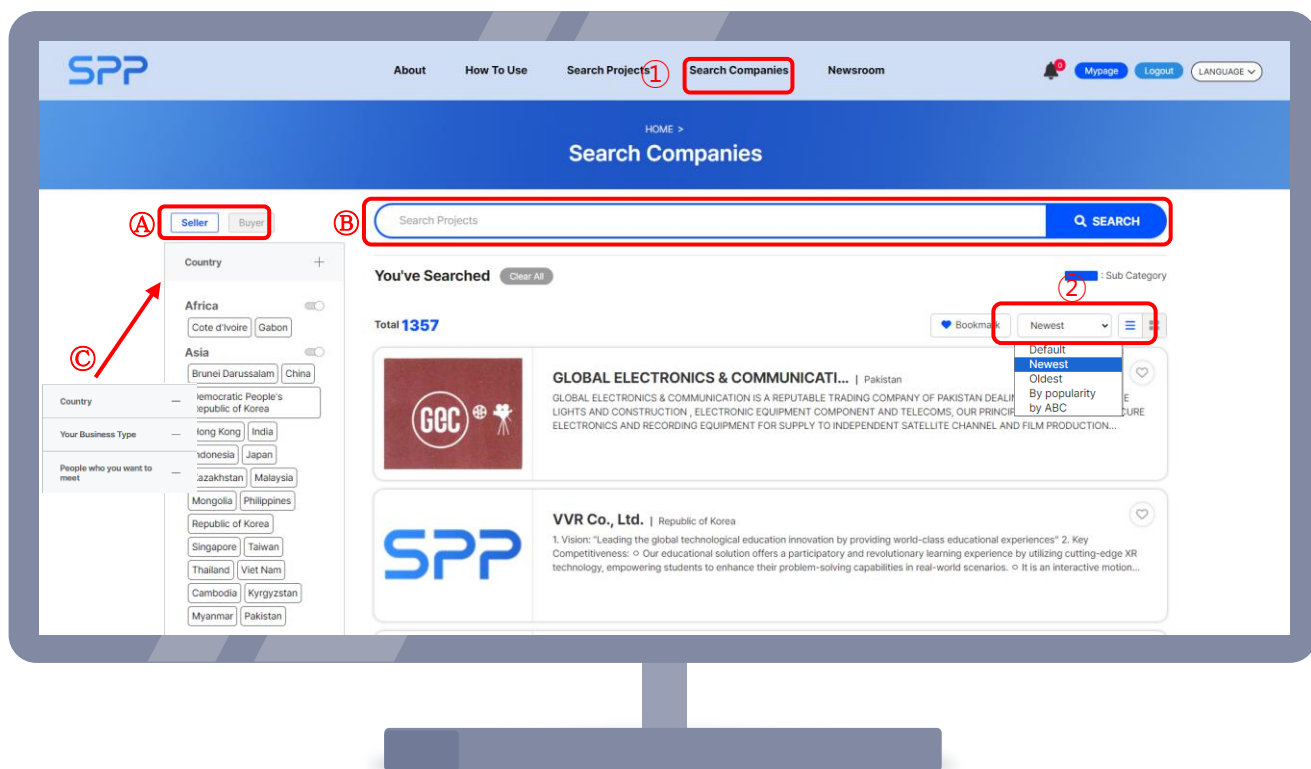 SPP
About How To Use Search Projects ① Search Companies Newsroom 0 Mypage Logout LANGUAGE
HOME >
Search Companies
Ⓐ Seller Buyer
Ⓑ Search Projects SEARCH
Country
You've Searched Clear All : Sub Category
②
Africa
Cote d'Ivoire Gabon
Total 1357 Bookmark Newest
Default
Newest
Oldest
By popularity
by ABC
Asia
Brunei Darussalam China
Democratic People's
Republic of Korea
Hong Kong India
Indonesia Japan
Kazakhstan Malaysia
Mongolia Philippines
Republic of Korea
Singapore Taiwan
Thailand Viet Nam
Cambodia Kyrgyzstan
Myanmar Pakistan
Ⓒ
Country
Your Business Type
People who you want to
meet
GEC
GLOBAL ELECTRONICS & COMMUNICATI... | Pakistan
GLOBAL ELECTRONICS & COMMUNICATION IS A REPUTABLE TRADING COMPANY OF PAKISTAN
LIGHTS AND CONSTRUCTION , ELECTRONIC EQUIPMENT COMPONENT AND TELECOMS, OUR
ELECTRONICS AND RECORDING EQUIPMENT FOR SUPPLY TO INDEPENDENT SATELLITE CHANNEL AND FILM PRODUCTION...
SPP
VVR Co., Ltd. | Republic of Korea
1. Vision: "Leading the global technological education innovation by providing world-class educational experiences" 2. Key
Competitiveness: ㅇ Our educational solution offers a participatory and revolutionary learning experience by utilizing cutting-edge XR
technology, empowering students to enhance their problem-solving capabilities in real-world scenarios. ㅇ It is an interactive motion...